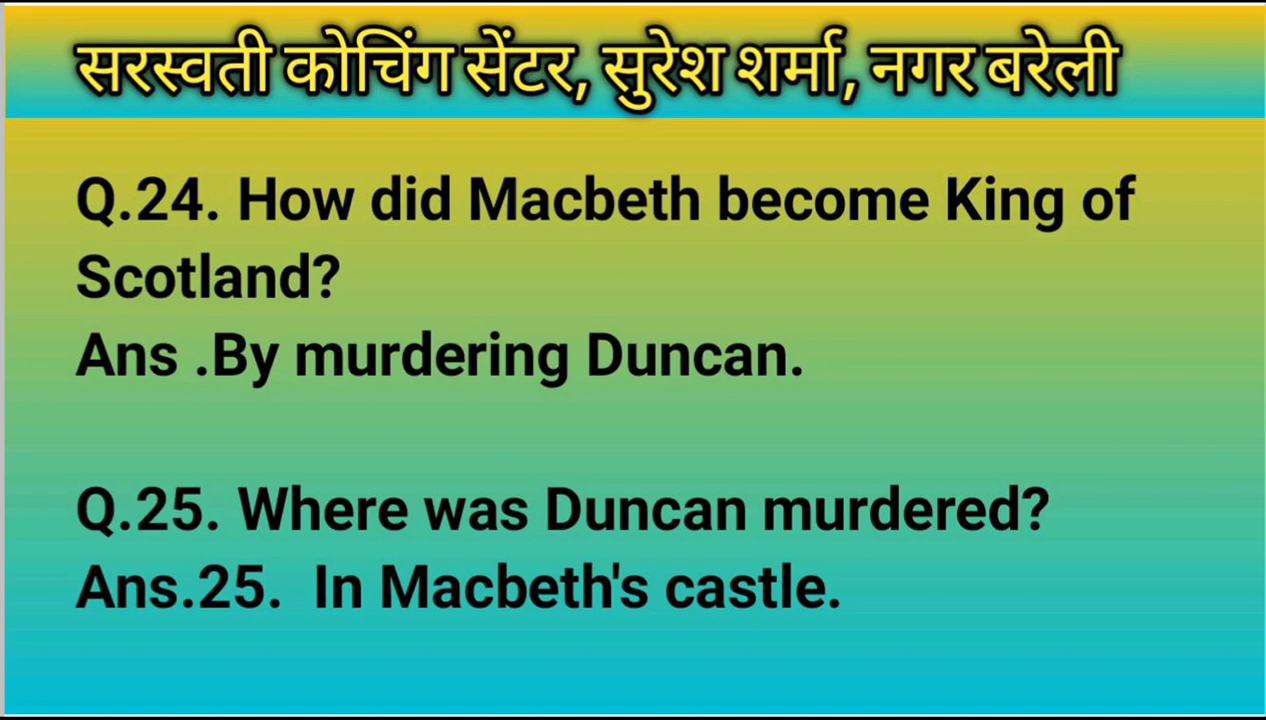 सरस्वती कोचिंग सेंटर, सुरेश शर्मा, नगर बरेली
Q.24. How did Macbeth become King of
Scotland?
Ans .By murdering Duncan.
Q.25. Where was Duncan murdered?
Ans.25.  In Macbeth's castle.